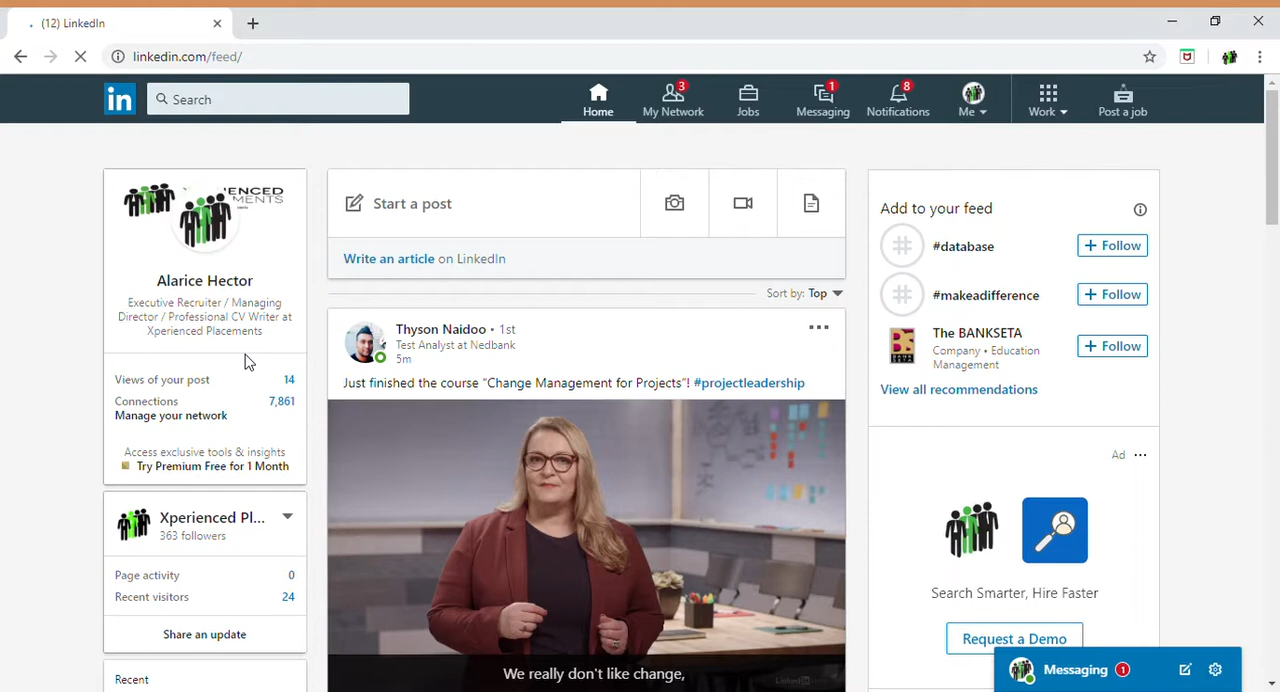 (12) LinkedIn
linkedin.com/feed/
in
Search
Home
3
My Network
Jobs
1
Messaging
8
Notifications
Me
Work
Post a job
Alarice Hector
Executive Recruiter / Managing
Director / Professional CV Writer at
Xperienced Placements
Views of your post 14
Connections 7,861
Manage your network
Access exclusive tools & insights
Try Premium Free for 1 Month
Xperienced Pl...
363 followers
Page activity 0
Recent visitors 24
Share an update
Recent
Start a post
Write an article on LinkedIn
Sort by: Top
Thyson Naidoo • 1st
Test Analyst at Nedbank
5m
Just finished the course "Change Management for Projects"! #projectleadership
We really don't like change,
LinkedIn
Add to your feed
#database
+ Follow
#makeadifference
+ Follow
The BANKSETA
Company • Education
Management
+ Follow
View all recommendations
Ad
Search Smarter, Hire Faster
Request a Demo
Messaging 1